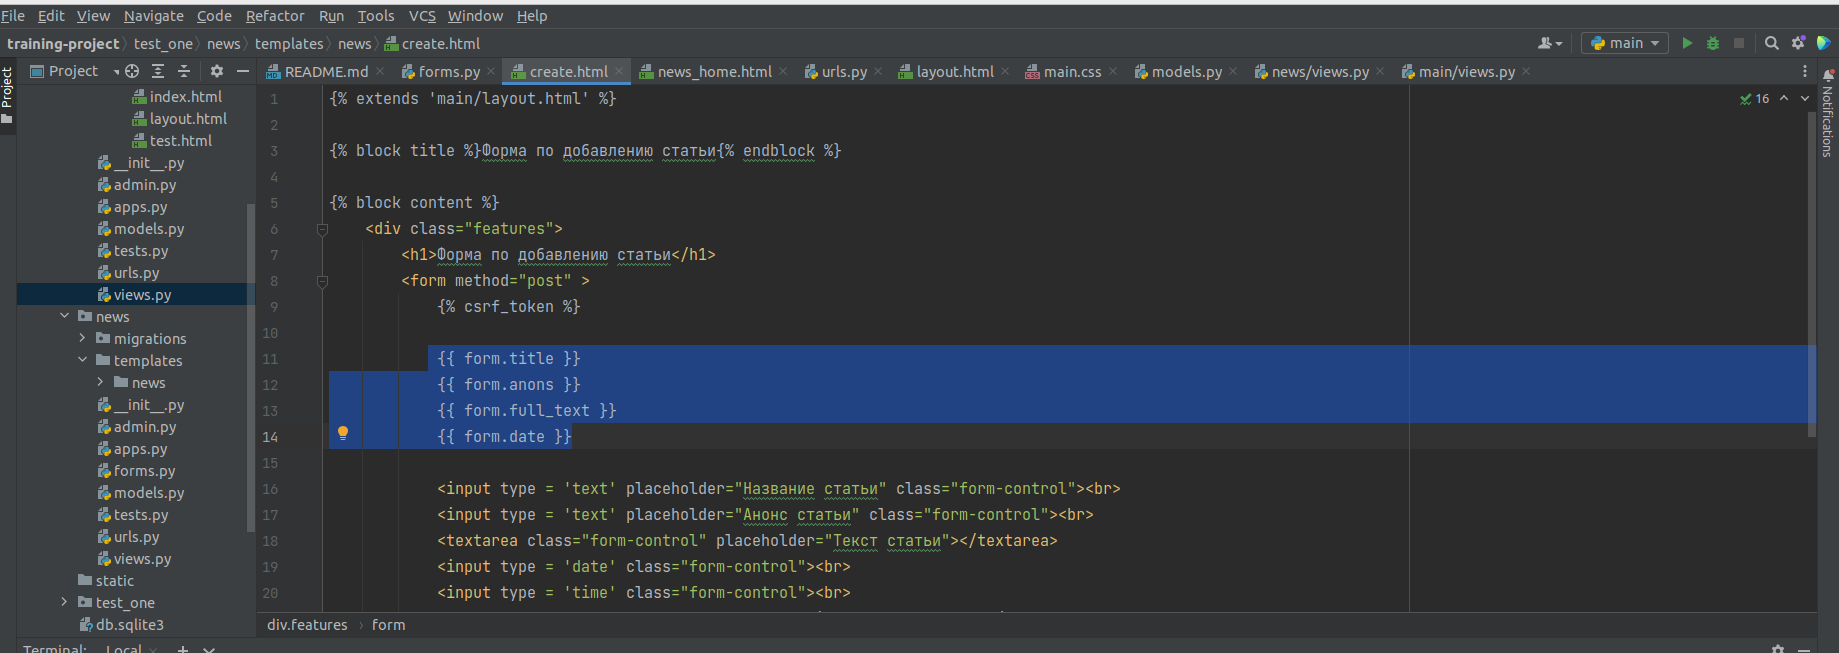 File Edit View Navigate Code Refactor Run Tools VCS Window Help
training-project test_one news templates news create.html main
Project
Project
README.md forms.py create.html news_home.html urls.py layout.html main.css models.py news/views.py main/views.py
Notifications
index.html
layout.html
test.html
__init__.py
admin.py
apps.py
models.py
tests.py
urls.py
views.py
news
migrations
templates
news
__init__.py
admin.py
apps.py
forms.py
models.py
tests.py
urls.py
views.py
static
test_one
db.sqlite3
16
1 {% extends 'main/layout.html' %}
2
3 {% block title %}Форма по добавлению статьи{% endblock %}
4
5 {% block content %}
6 <div class="features">
7 <h1>Форма по добавлению статьи</h1>
8 <form method="post" >
9 {% csrf_token %}
10
11 {{ form.title }}
12 {{ form.anons }}
13 {{ form.full_text }}
14 {{ form.date }}
15
16 <input type = 'text' placeholder="Название статьи" class="form-control"><br>
17 <input type = 'text' placeholder="Анонс статьи" class="form-control"><br>
18 <textarea class="form-control" placeholder="Текст статьи"></textarea>
19 <input type = 'date' class="form-control"><br>
20 <input type = 'time' class="form-control"><br>
div.features form
Terminal: Local